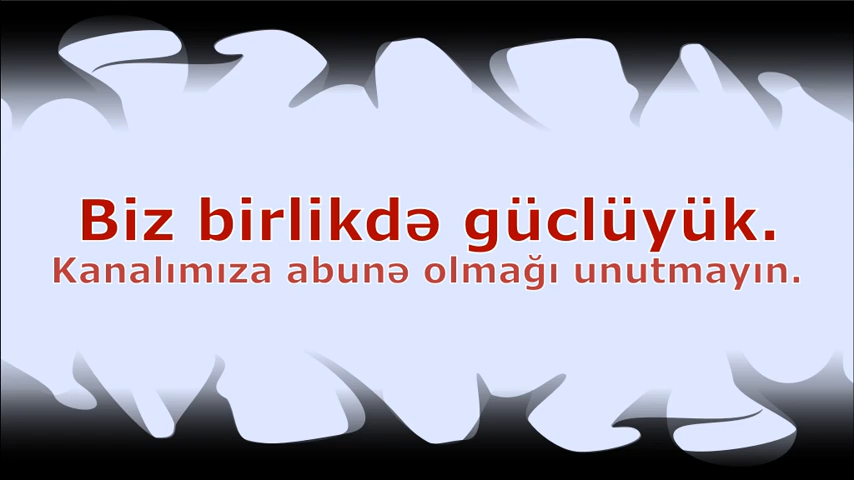 Biz birlikdə güclüyük.
Kanalımıza abunə olmağı unutmayın.